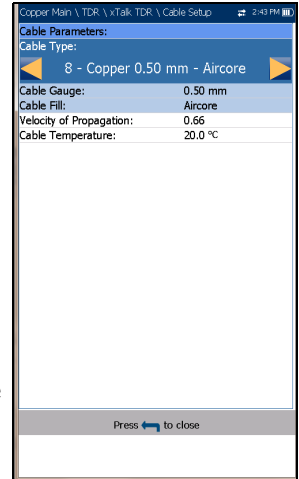 Copper Main \ TDR \ xTalk TDR \ Cable Setup 2:43 PM
Cable Parameters:
Cable Type:
8 - Copper 0.50 mm - Aircore
Cable Gauge: 0.50 mm
Cable Fill: Aircore
Velocity of Propagation: 0.66
Cable Temperature: 20.0 °C
Press to close